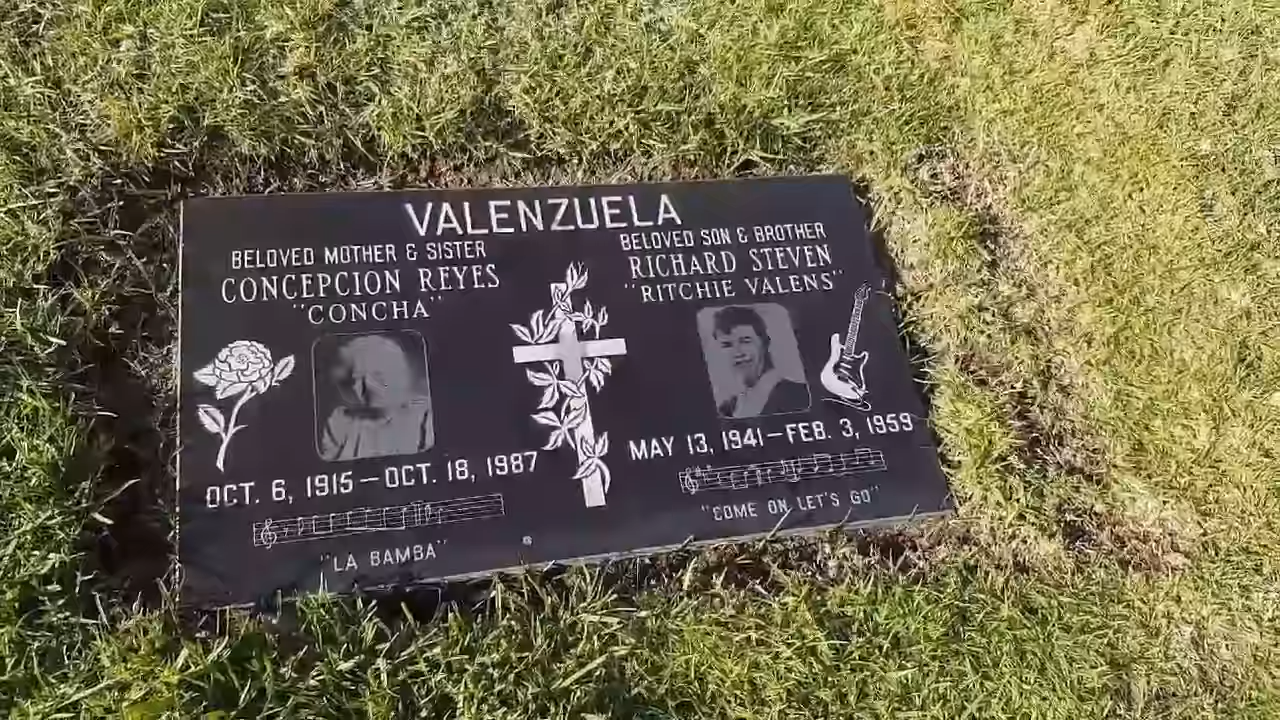 VALENZUELA
BELOVED MOTHER & SISTER
CONCEPCION REYES
"CONCHA"
OCT. 6, 1915 — OCT. 18, 1987
"LA BAMBA"
BELOVED SON & BROTHER
RICHARD STEVEN
"RITCHIE VALENS"
MAY 13, 1941 — FEB. 3, 1959
"COME ON LET'S GO"